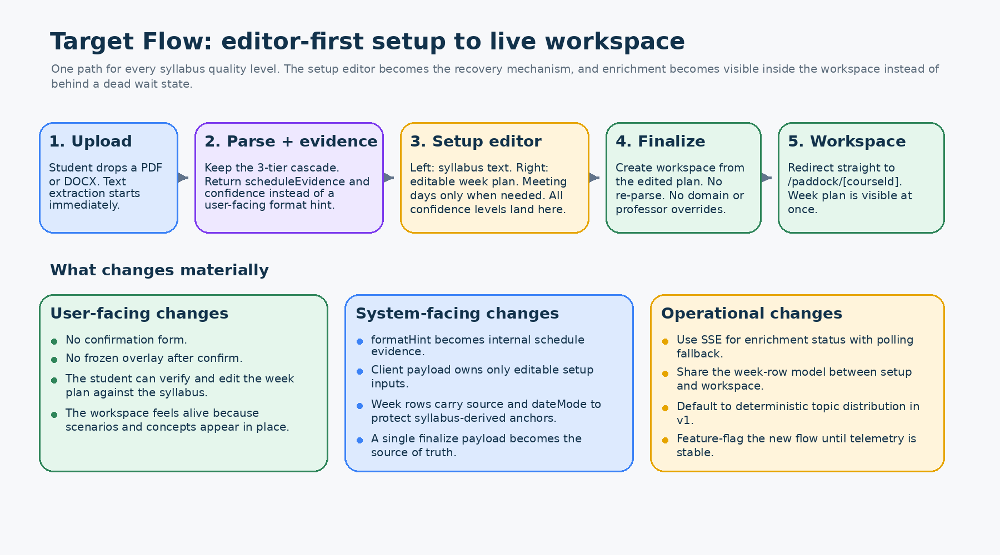 Target Flow: editor-first setup to live workspace
One path for every syllabus quality level. The setup editor becomes the recovery mechanism, and enrichment becomes visible inside the workspace instead of
behind a dead wait state.
1. Upload
Student drops a PDF
or DOCX. Text
extraction starts
immediately.
2. Parse + evidence
Keep the 3-tier cascade.
Return scheduleEvidence and
confidence instead of a
user-facing format hint.
3. Setup editor
Left: syllabus text. Right:
editable week plan. Meeting
days only when needed. All
confidence levels land here.
4. Finalize
Create workspace from
the edited plan. No
re-parse. No domain or
professor overrides.
5. Workspace
Redirect straight to
/paddock/[courseId].
Week plan is visible at
once.
What changes materially
User-facing changes
No confirmation form.
No frozen overlay after confirm.
The student can verify and edit the week
plan against the syllabus.
The workspace feels alive because
scenarios and concepts appear in place.
System-facing changes
formatHint becomes internal schedule
evidence.
Client payload owns only editable setup
inputs.
Week rows carry source and dateMode to
protect syllabus-derived anchors.
A single finalize payload becomes the
source of truth.
Operational changes
Use SSE for enrichment status with polling
fallback.
Share the week-row model between setup
and workspace.
Default to deterministic topic distribution in
v1.
Feature-flag the new flow until telemetry is
stable.